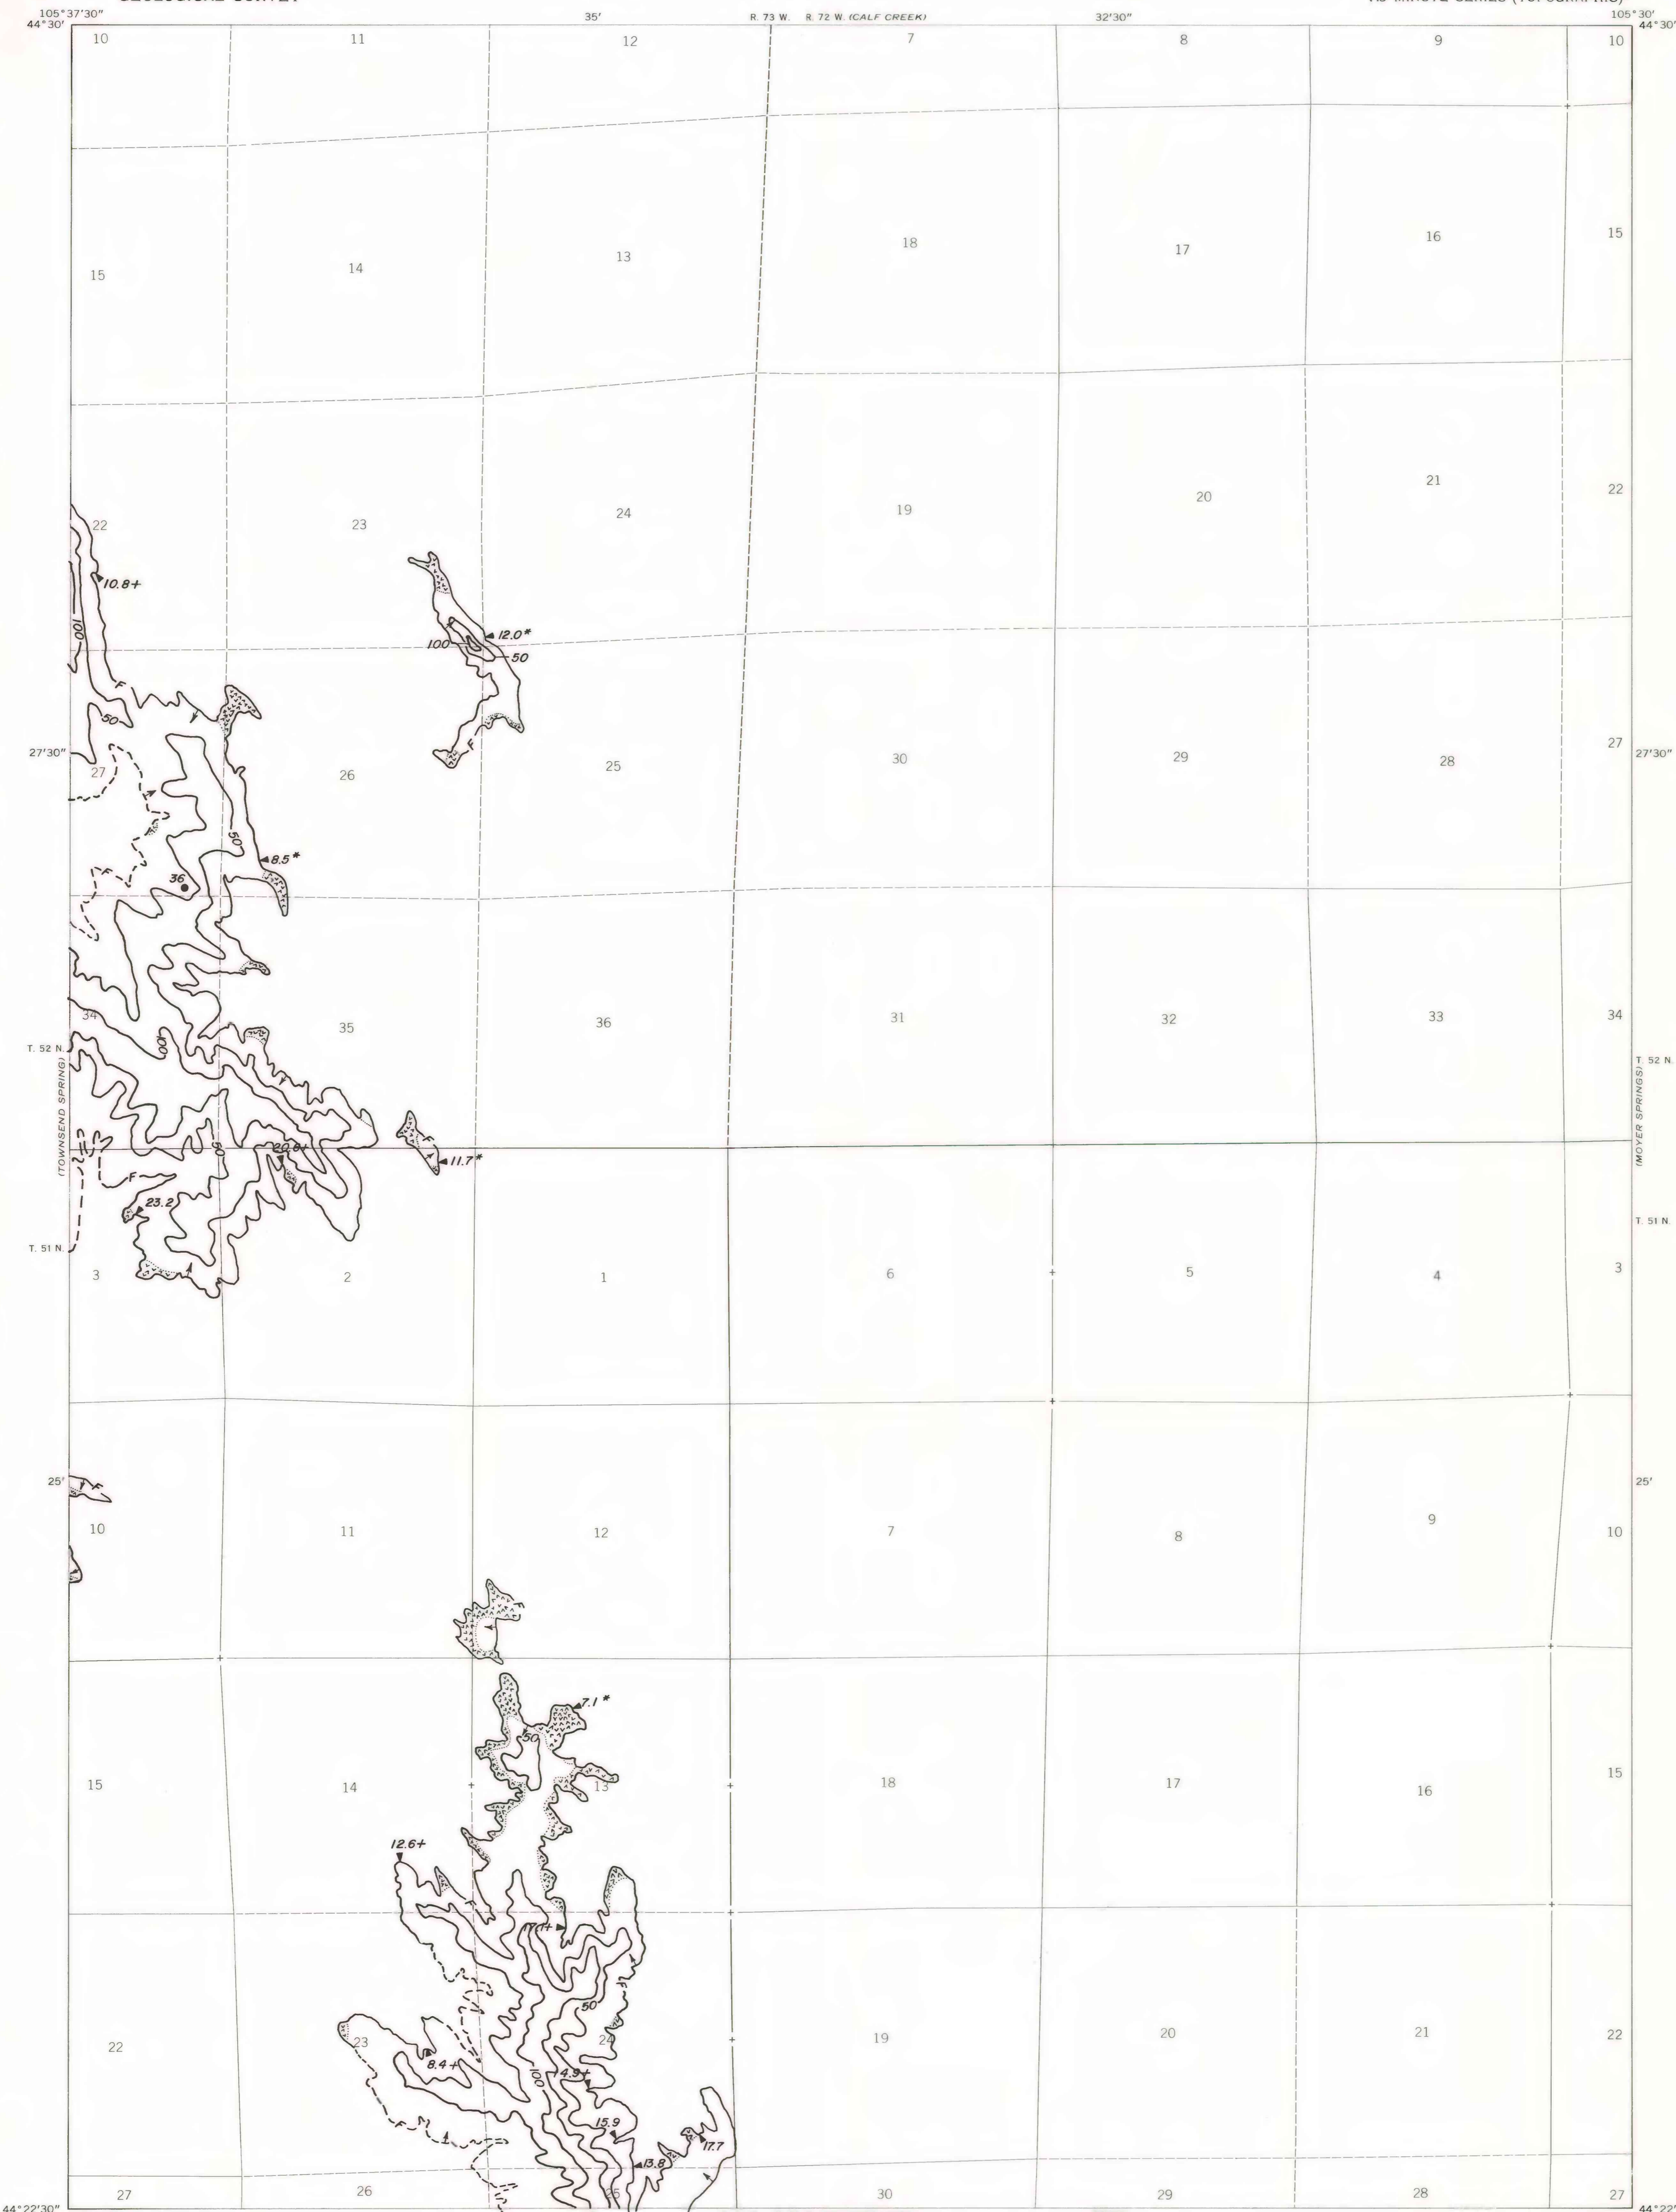 105°37'30" 35' R. 73 W. R. 72 W. (CALF CREEK) 32'30" 105°30'
44°30' 44°30'
10 11 12 7 8 9 10
15 14 13 18 17 16 15
22 23 24 19 20 21 22
10.8+
100
12.0*
100
50
F
50
27'30" 27'30"
F
27 26 25 30 29 28 27
50
8.5*
36
34 35 36 31 32 33 34
100
T. 52 N. T. 52 N.
(TOWNSEND SPRING) (MOYER SPRINGS)
F
50
20.8+
11.7*
F
23.2
T. 51 N. T. 51 N.
3 2 1 6 5 4 3
25' 25'
F
10 11 12 7 8 9 10
F
7.1*
50
15 14 13 18 17 16 15
12.6+
F
17.1+
F
50
22 23 24 19 20 21 22
8.4+
100
14.9+
15.9
F
17.7
13.8
27 26 25 30 29 28 27
44°22'30"